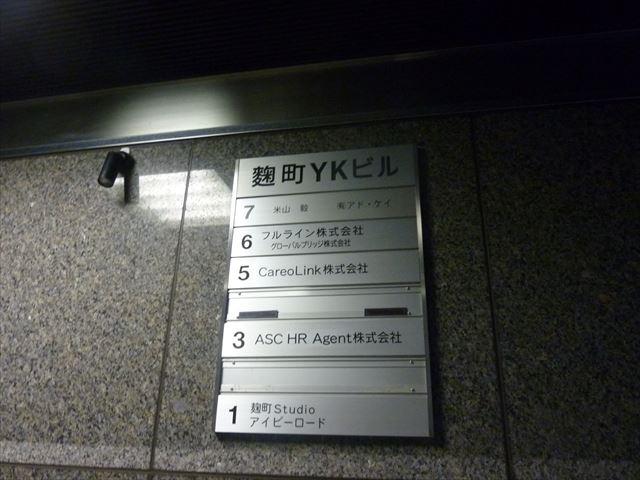 麹町YKビル
7 米山 毅 ㈲アド・ケイ
6 フルライン株式会社
グローバルブリッジ株式会社
5 CareoLink株式会社
3 ASC HR Agent株式会社
1 麹町Studio
アイビーロード